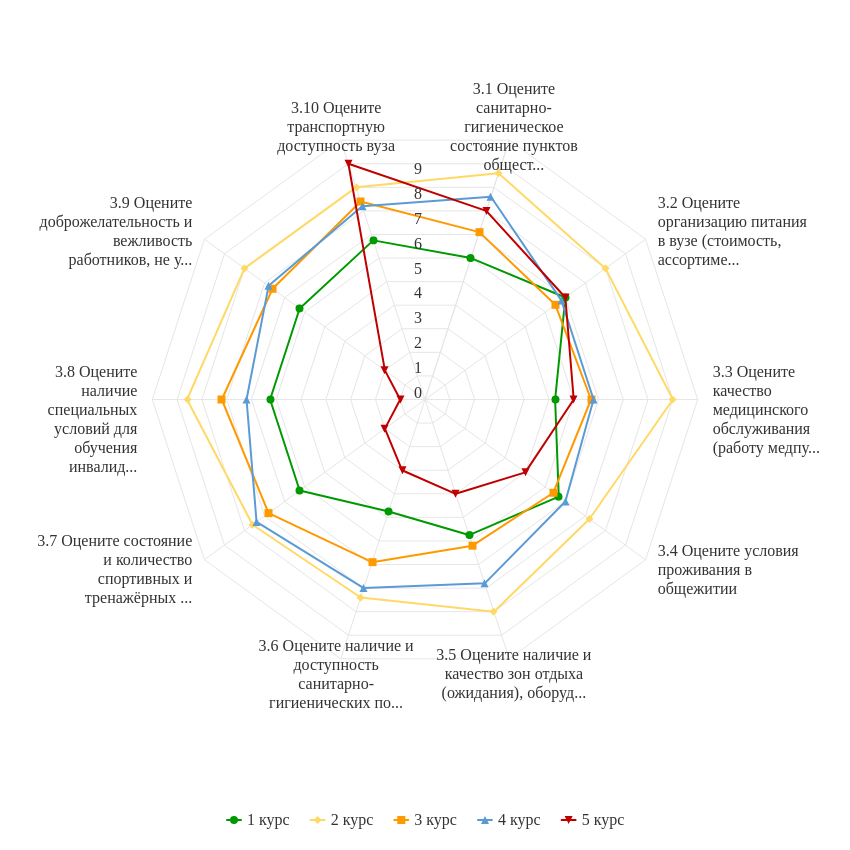 3.1 Оцените
санитарно-
гигиеническое
состояние пунктов
общест...
3.10 Оцените
транспортную
доступность вуза
9
8
7
6
5
4
3
2
1
0
3.9 Оцените
доброжелательность и
вежливость
работников, не у...
3.2 Оцените
организацию питания
в вузе (стоимость,
ассортиме...
3.8 Оцените
наличие
специальных
условий для
обучения
инвалид...
3.3 Оцените
качество
медицинского
обслуживания
(работу медпу...
3.7 Оцените состояние
и количество
спортивных и
тренажёрных ...
3.4 Оцените условия
проживания в
общежитии
3.6 Оцените наличие и
доступность
санитарно-
гигиенических по...
3.5 Оцените наличие и
качество зон отдыха
(ожидания), оборуд...
1 курс 2 курс 3 курс 4 курс 5 курс